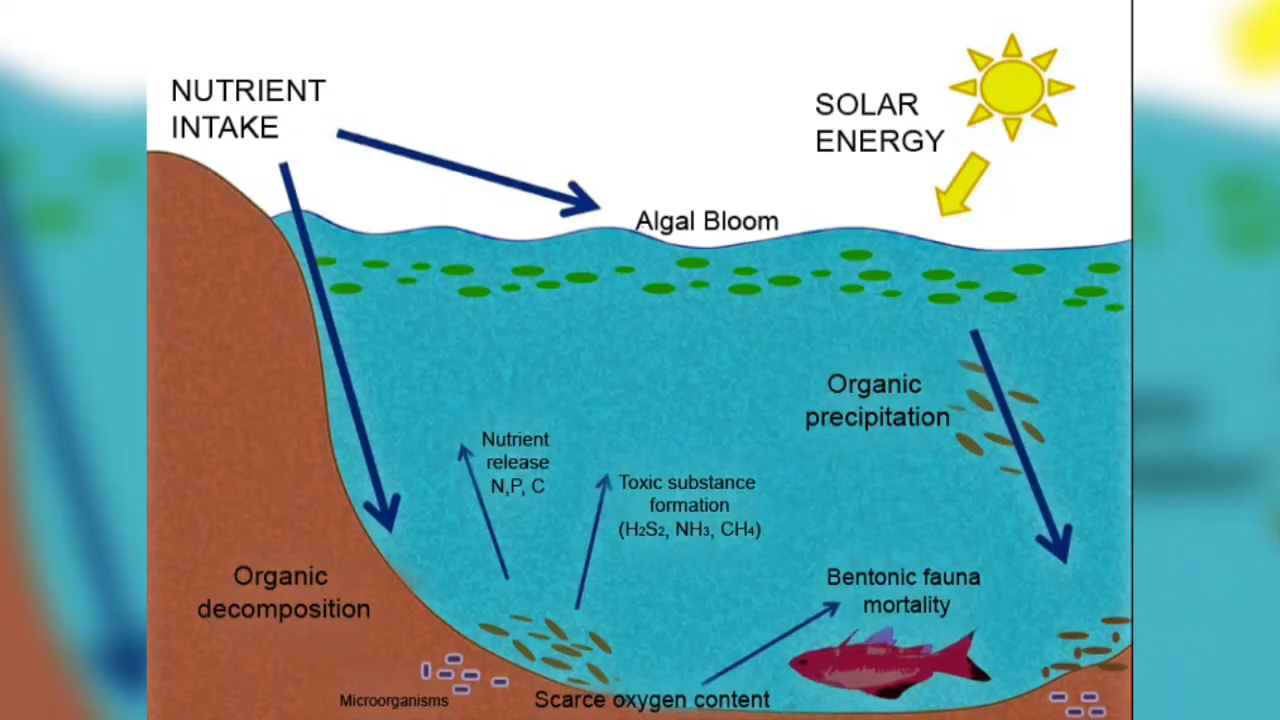 NUTRIENT
INTAKE
SOLAR
ENERGY
Algal Bloom
Organic
precipitation
Nutrient
release
N,P, C
Toxic substance
formation
(H₂S₂, NH₃, CH₄)
Organic
decomposition
Bentonic fauna
mortality
Microorganisms
Scarce oxygen content